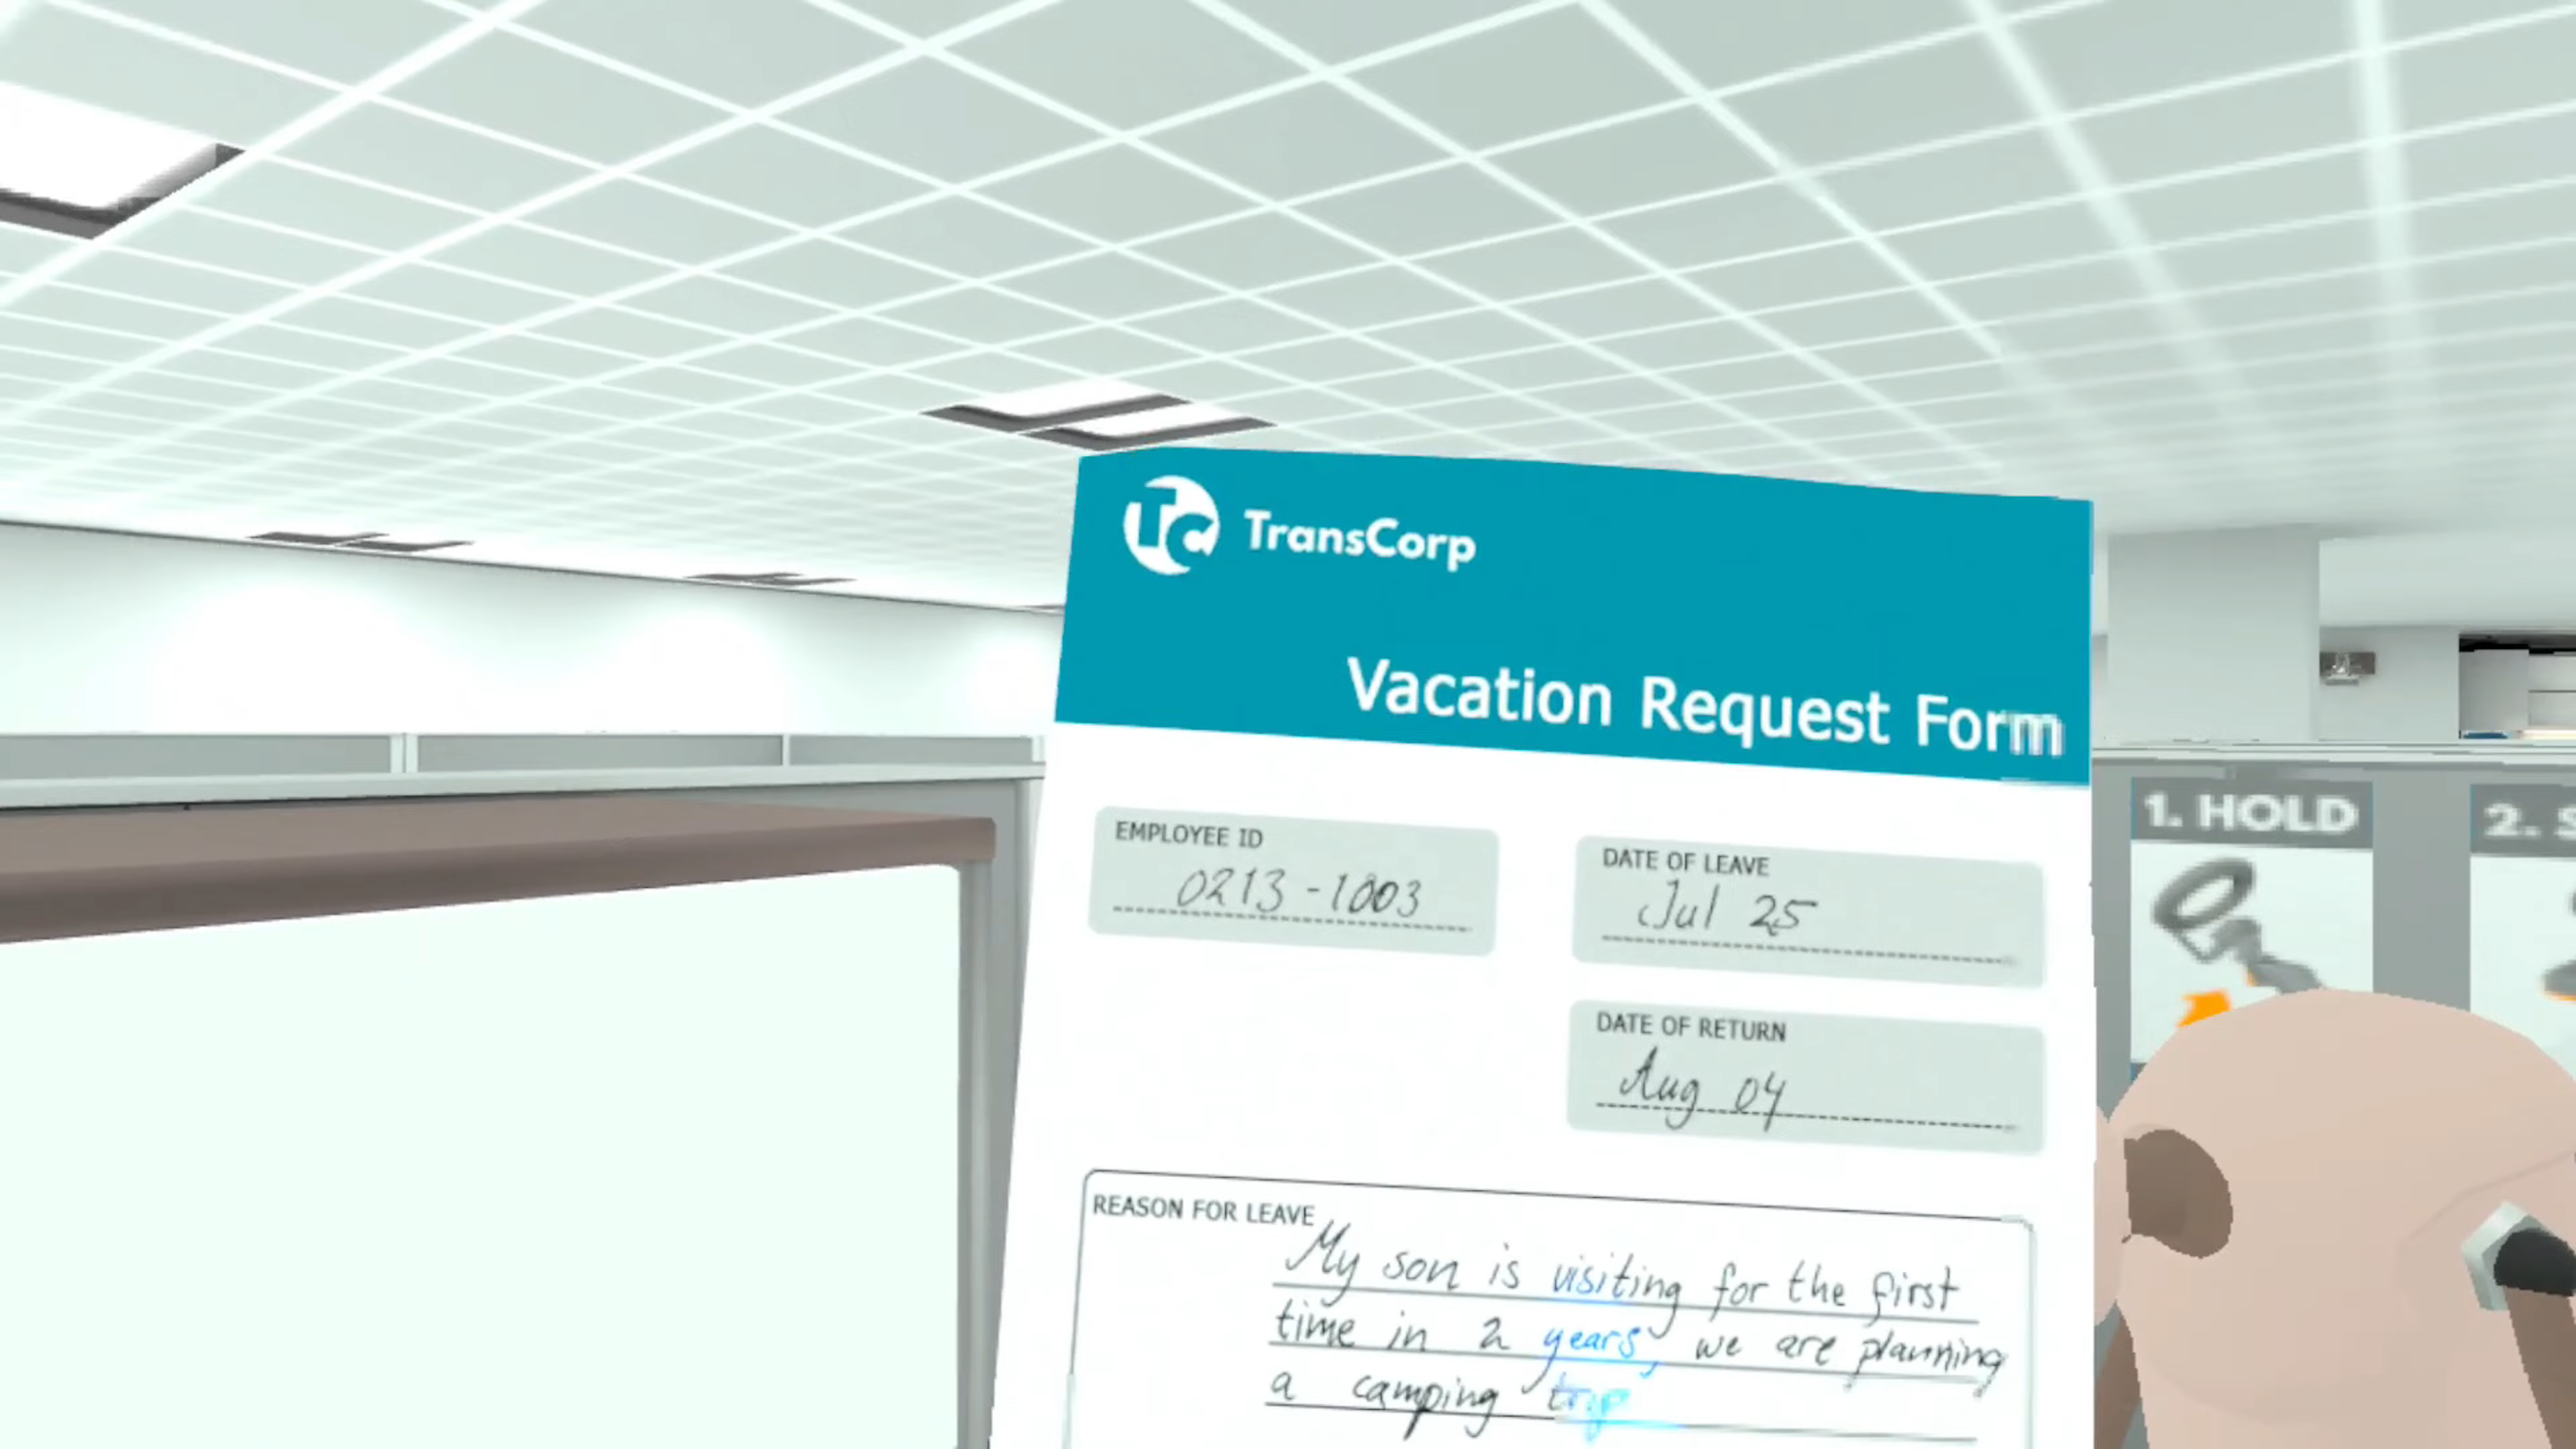 TC TransCorp
Vacation Request Form
EMPLOYEE ID
0213-1003
DATE OF LEAVE
Jul 25
DATE OF RETURN
Aug 04
REASON FOR LEAVE
My son is visiting for the first
time in 2 years, we are planning
a camping trip
1. HOLD
2. S